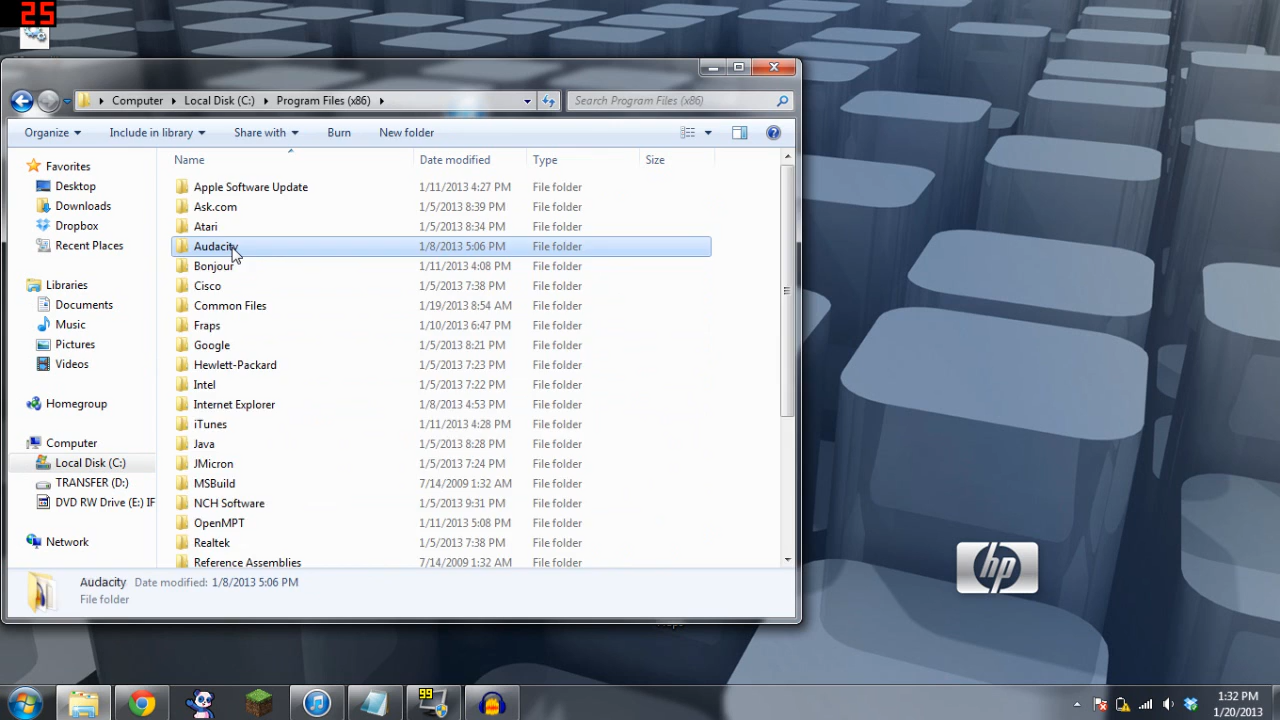 25
Computer Local Disk (C:) Program Files (x86) Search Program Files (x86)
Organize Include in library Share with Burn New folder
Name Date modified Type Size
Favorites
Desktop
Downloads
Dropbox
Recent Places
Libraries
Documents
Music
Pictures
Videos
Homegroup
Computer
Local Disk (C:)
TRANSFER (D:)
DVD RW Drive (E:) IF
Network
Apple Software Update 1/11/2013 4:27 PM File folder
Ask.com 1/5/2013 8:39 PM File folder
Atari 1/5/2013 8:34 PM File folder
Audacity 1/8/2013 5:06 PM File folder
Bonjour 1/11/2013 4:08 PM File folder
Cisco 1/5/2013 7:38 PM File folder
Common Files 1/19/2013 8:54 AM File folder
Fraps 1/10/2013 6:47 PM File folder
Google 1/5/2013 8:21 PM File folder
Hewlett-Packard 1/5/2013 7:23 PM File folder
Intel 1/5/2013 7:22 PM File folder
Internet Explorer 1/8/2013 4:53 PM File folder
iTunes 1/11/2013 4:28 PM File folder
Java 1/5/2013 8:28 PM File folder
JMicron 1/5/2013 7:24 PM File folder
MSBuild 7/14/2009 1:32 AM File folder
NCH Software 1/5/2013 9:31 PM File folder
OpenMPT 1/11/2013 5:08 PM File folder
Realtek 1/5/2013 7:38 PM File folder
Reference Assemblies 7/14/2009 1:32 AM File folder
Audacity Date modified: 1/8/2013 5:06 PM
File folder
hp
99
1:32 PM
1/20/2013